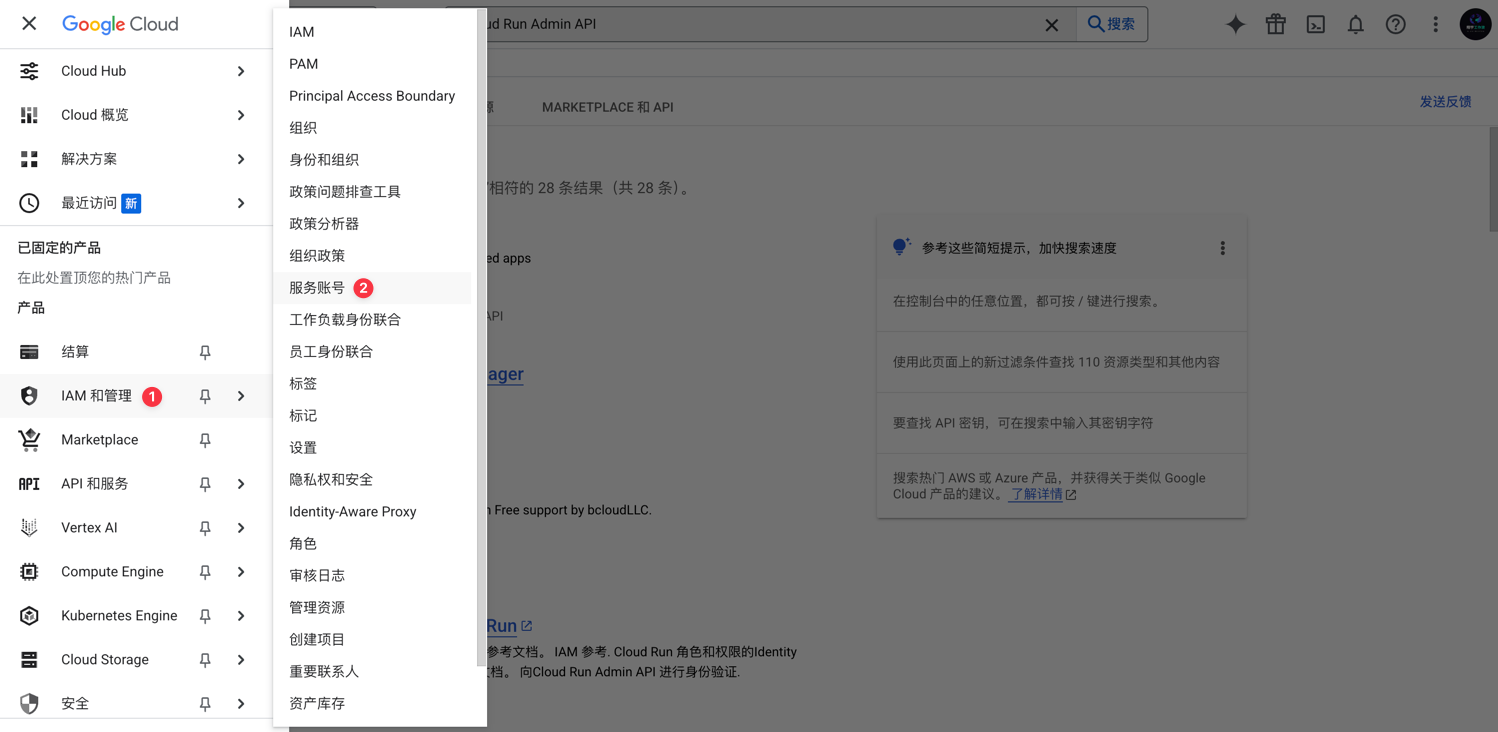 Google Cloud
Cloud Hub
Cloud 概览
解决方案
最近访问 新
已固定的产品
在此处置顶您的热门产品
产品
结算
IAM 和管理 1
Marketplace
API API 和服务
Vertex AI
Compute Engine
Kubernetes Engine
Cloud Storage
安全
IAM
PAM
Principal Access Boundary
组织
身份和组织
政策问题排查工具
政策分析器
组织政策
服务账号 2
工作负载身份联合
员工身份联合
标签
标记
设置
隐私权和安全
Identity-Aware Proxy
角色
审核日志
管理资源
创建项目
重要联系人
资产库存
ud Run Admin API
搜索
源
MARKETPLACE 和 API
发送反馈
相符的 28 条结果（共 28 条）。
ed apps
API
ager
n Free support by bcloudLLC.
Run
参考文档。 IAM 参考. Cloud Run 角色和权限的Identity
文档。 向Cloud Run Admin API 进行身份验证.
参考这些简短提示，加快搜索速度
在控制台中的任意位置，都可按 / 键进行搜索。
使用此页面上的新过滤条件查找 110 资源类型和其他内容
要查找 API 密钥，可在搜索中输入其密钥字符
搜索热门 AWS 或 Azure 产品，并获得关于类似 Google
Cloud 产品的建议。 了解详情